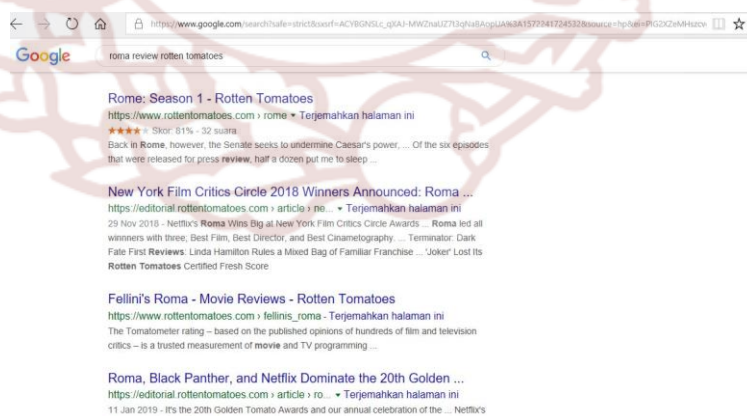 https://www.google.com/search?safe=strict&sxsrf=
Google roma review rotten tomatoes
Rome: Season 1 - Rotten Tomatoes
https://www.rottentomatoes.com › rome ▾ Terjemahkan halaman ini
★★★★★ Skor: 81% - 32 suara
Back in Rome, however, the Senate seeks to undermine Caesar's power, ... Of the six episodes
that were released for press review, half a dozen put me to sleep ...
New York Film Critics Circle 2018 Winners Announced: Roma ...
https://editorial.rottentomatoes.com › article › ne... ▾ Terjemahkan halaman ini
29 Nov 2018 - Netflix's Roma Wins Big at New York Film Critics Circle Awards ... Roma led all
winnners with three; Best Film, Best Director, and Best Cinametography. ... Terminator: Dark
Fate First Reviews: Linda Hamilton Rules a Mixed Bag of Familiar Franchise ... 'Joker' Lost Its
Rotten Tomatoes Certified Fresh Score
Fellini's Roma - Movie Reviews - Rotten Tomatoes
https://www.rottentomatoes.com › fellinis_roma - Terjemahkan halaman ini
The Tomatometer rating – based on the published opinions of hundreds of film and television
critics – is a trusted measurement of movie and TV programming ...
Roma, Black Panther, and Netflix Dominate the 20th Golden ...
https://editorial.rottentomatoes.com › article › ro... ▾ Terjemahkan halaman ini
11 Jan 2019 - It's the 20th Golden Tomato Awards and our annual celebration of the ... Netflix's